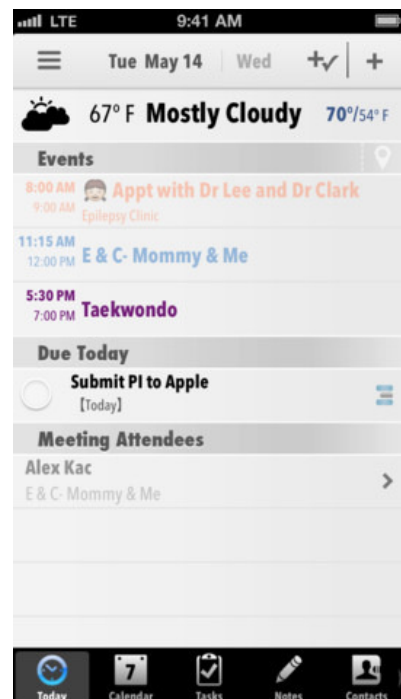 LTE 9:41 AM
Tue May 14 Wed
67° F Mostly Cloudy 70°/54° F
Events
8:00 AM Appt with Dr Lee and Dr Clark
9:00 AM Epilepsy Clinic
11:15 AM
12:00 PM E & C- Mommy & Me
5:30 PM
7:00 PM Taekwondo
Due Today
Submit PI to Apple
【Today】
Meeting Attendees
Alex Kac
E & C- Mommy & Me
7
Today Calendar Tasks Notes Contacts